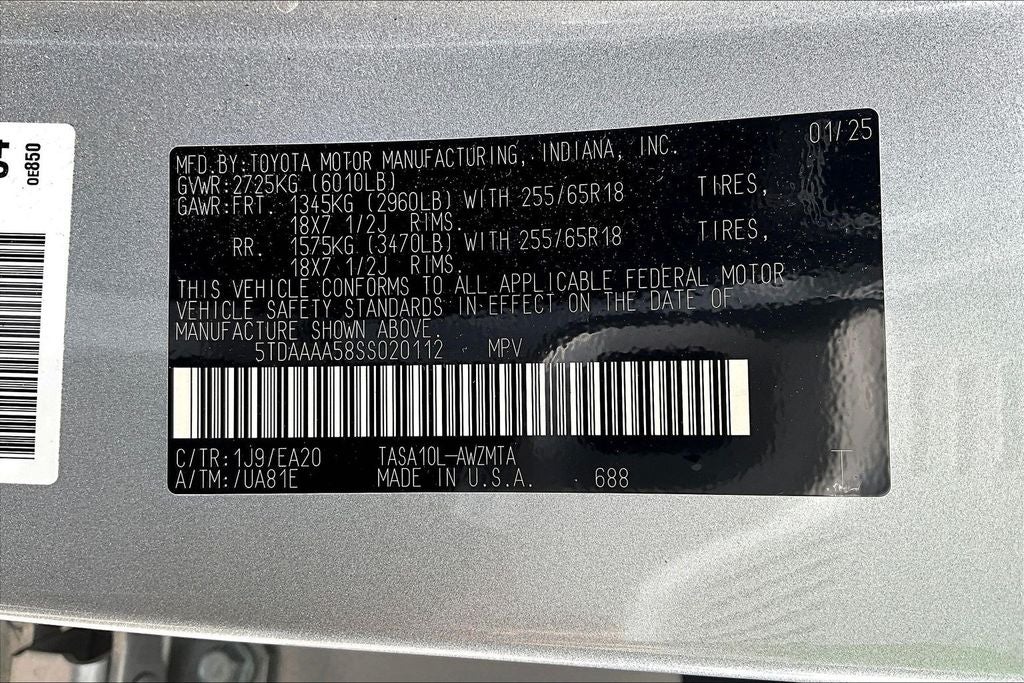 OE850
01/25
MFD.BY:TOYOTA MOTOR MANUFACTURING, INDIANA, INC.
GVWR:2725KG (6010LB)
GAWR:FRT. 1345KG (2960LB) WITH 255/65R18 TIRES,
18X7 1/2J RIMS.
RR. 1575KG (3470LB) WITH 255/65R18 TIRES,
18X7 1/2J RIMS.
THIS VEHICLE CONFORMS TO ALL APPLICABLE FEDERAL MOTOR
VEHICLE SAFETY STANDARDS IN EFFECT ON THE DATE OF
MANUFACTURE SHOWN ABOVE.
5TDAAAA58SS020112 MPV
C/TR:1J9/EA20 TASA10L-AWZMTA
A/TM:/UA81E MADE IN U.S.A. 688 T